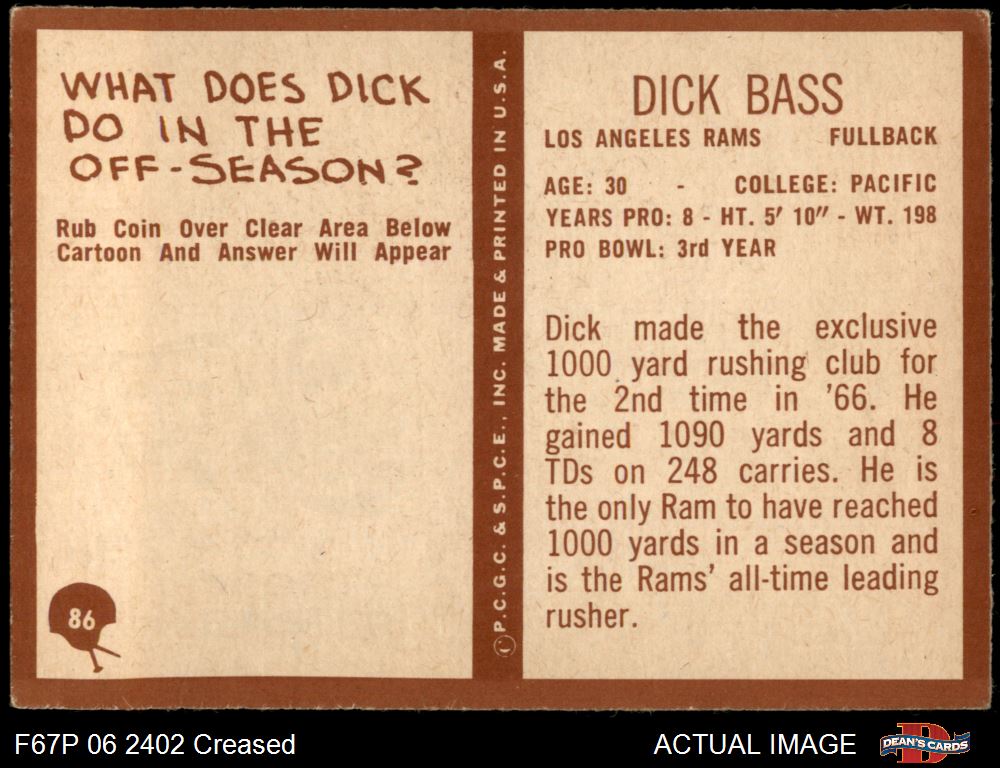 WHAT DOES DICK
DO IN THE
OFF-SEASON?
Rub Coin Over Clear Area Below
Cartoon And Answer Will Appear
86
© P.C.G.C. & S.P.C.E., INC. MADE & PRINTED IN U.S.A.
DICK BASS
LOS ANGELES RAMS FULLBACK
AGE: 30 - COLLEGE: PACIFIC
YEARS PRO: 8 - HT. 5' 10" - WT. 198
PRO BOWL: 3rd YEAR
Dick made the exclusive
1000 yard rushing club for
the 2nd time in '66. He
gained 1090 yards and 8
TDs on 248 carries. He is
the only Ram to have reached
1000 yards in a season and
is the Rams' all-time leading
rusher.
F67P 06 2402 Creased
ACTUAL IMAGE
DEAN'S CARDS